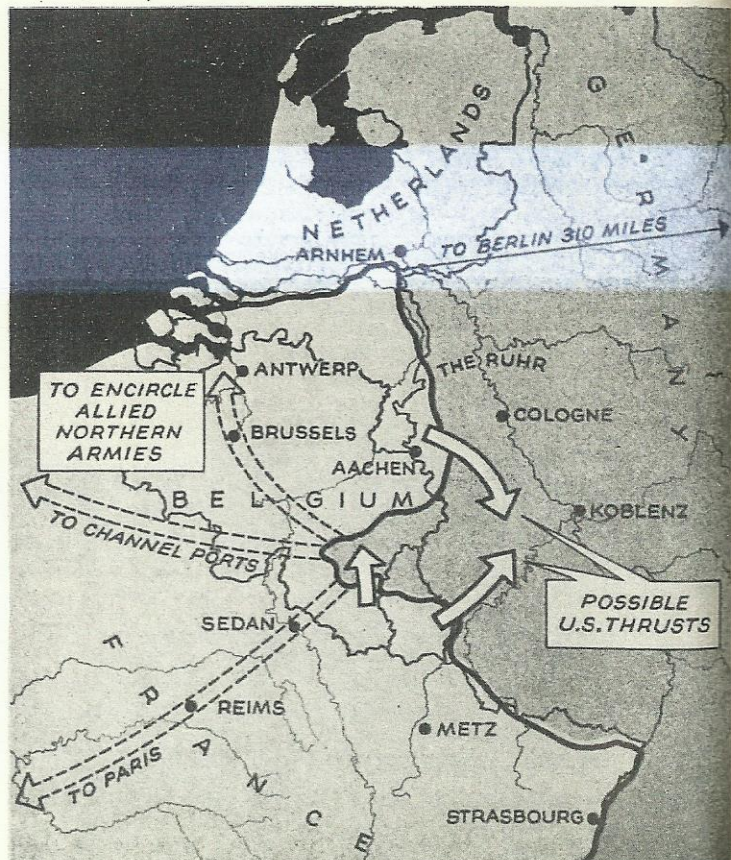 NETHERLANDS
GERMANY
ARNHEM
TO BERLIN 310 MILES
ANTWERP
THE RUHR
TO ENCIRCLE
ALLIED
NORTHERN
ARMIES
COLOGNE
BRUSSELS
AACHEN
BELGIUM
KOBLENZ
TO CHANNEL PORTS
POSSIBLE
U.S. THRUSTS
SEDAN
FRANCE
REIMS
METZ
TO PARIS
STRASBOURG